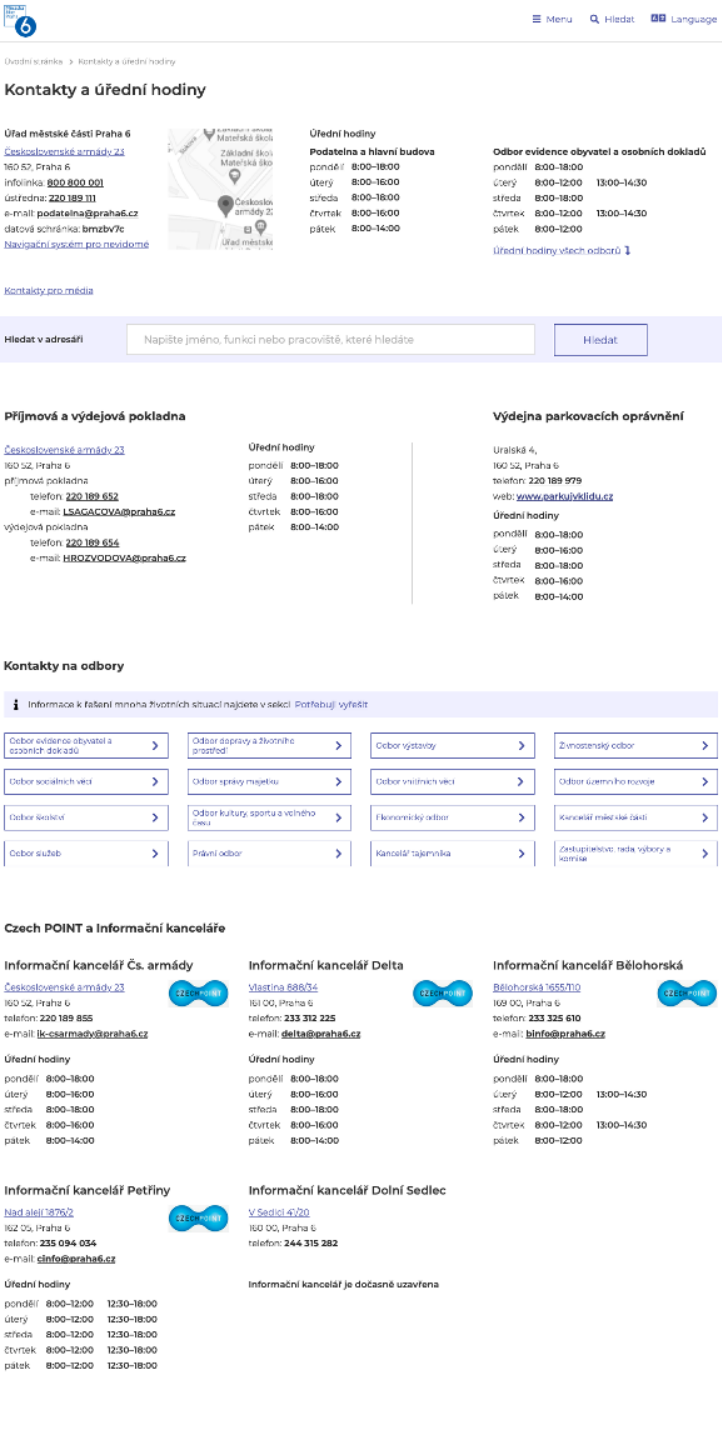 6
Menu
Hledat
Language
Úvodní stránka > Kontakty a úřední hodiny
Kontakty a úřední hodiny
Úřad městské části Praha 6
Československé armády 23
160 52, Praha 6
infolinka: 800 800 001
ústředna: 220 189 111
e-mail: podatelna@praha6.cz
datová schránka: bmzbv7c
Navigační systém pro nevidomé
Mateřská škola
Základní škol
Mateřská ško
Českoslov
armády 23
Úřad městské
Úřední hodiny
Podatelna a hlavní budova
pondělí 8:00–18:00
úterý 8:00–16:00
středa 8:00–18:00
čtvrtek 8:00–16:00
pátek 8:00–14:00
Odbor evidence obyvatel a osobních dokladů
pondělí 8:00–18:00
úterý 8:00–12:00 13:00–14:30
středa 8:00–18:00
čtvrtek 8:00–12:00 13:00–14:30
pátek 8:00–12:00
Úřední hodiny všech odborů
Kontakty pro média
Hledat v adresáři
Napište jméno, funkci nebo pracoviště, které hledáte
Hledat
Příjmová a výdejová pokladna
Československé armády 23
160 52, Praha 6
příjmová pokladna
telefon: 220 189 652
e-mail: LSAGACOVA@praha6.cz
výdejová pokladna
telefon: 220 189 654
e-mail: HROZVODOVA@praha6.cz
Úřední hodiny
pondělí 8:00–18:00
úterý 8:00–16:00
středa 8:00–18:00
čtvrtek 8:00–16:00
pátek 8:00–14:00
Výdejna parkovacích oprávnění
Uralská 4,
160 52, Praha 6
telefon: 220 189 979
web: www.parkujvklidu.cz
Úřední hodiny
pondělí 8:00–18:00
úterý 8:00–16:00
středa 8:00–18:00
čtvrtek 8:00–16:00
pátek 8:00–14:00
Kontakty na odbory
Informace k řešení mnoha životních situací najdete v sekci Potřebuji vyřešit
Odbor evidence obyvatel a
osobních dokladů
Odbor dopravy a životního
prostředí
Odbor výstavby
Živnostenský odbor
Odbor sociálních věcí
Odbor správy majetku
Odbor vnitřních věcí
Odbor územního rozvoje
Odbor školství
Odbor kultury, sportu a volného
času
Ekonomický odbor
Kancelář městské části
Odbor služeb
Právní odbor
Kancelář tajemníka
Zastupitelstvo, rada, výbory a
komise
Czech POINT a Informační kanceláře
Informační kancelář Čs. armády
Československé armády 23
160 52, Praha 6
telefon: 220 189 855
e-mail: ik-csarmady@praha6.cz
CZECHPOINT
Úřední hodiny
pondělí 8:00–18:00
úterý 8:00–16:00
středa 8:00–18:00
čtvrtek 8:00–16:00
pátek 8:00–14:00
Informační kancelář Delta
Vlastina 888/34
161 00, Praha 6
telefon: 233 312 225
e-mail: delta@praha6.cz
CZECHPOINT
Úřední hodiny
pondělí 8:00–18:00
úterý 8:00–16:00
středa 8:00–18:00
čtvrtek 8:00–16:00
pátek 8:00–14:00
Informační kancelář Bělohorská
Bělohorská 1655/110
169 00, Praha 6
telefon: 233 325 610
e-mail: binfo@praha6.cz
CZECHPOINT
Úřední hodiny
pondělí 8:00–18:00
úterý 8:00–12:00 13:00–14:30
středa 8:00–18:00
čtvrtek 8:00–12:00 13:00–14:30
pátek 8:00–12:00
Informační kancelář Petřiny
Nad alejí 1876/2
162 05, Praha 6
telefon: 235 094 034
e-mail: cinfo@praha6.cz
CZECHPOINT
Úřední hodiny
pondělí 8:00–12:00 12:30–18:00
úterý 8:00–12:00 12:30–18:00
středa 8:00–12:00 12:30–18:00
čtvrtek 8:00–12:00 12:30–18:00
pátek 8:00–12:00 12:30–18:00
Informační kancelář Dolní Sedlec
V Sedlci 41/20
160 00, Praha 6
telefon: 244 315 282
Informační kancelář je dočasně uzavřena